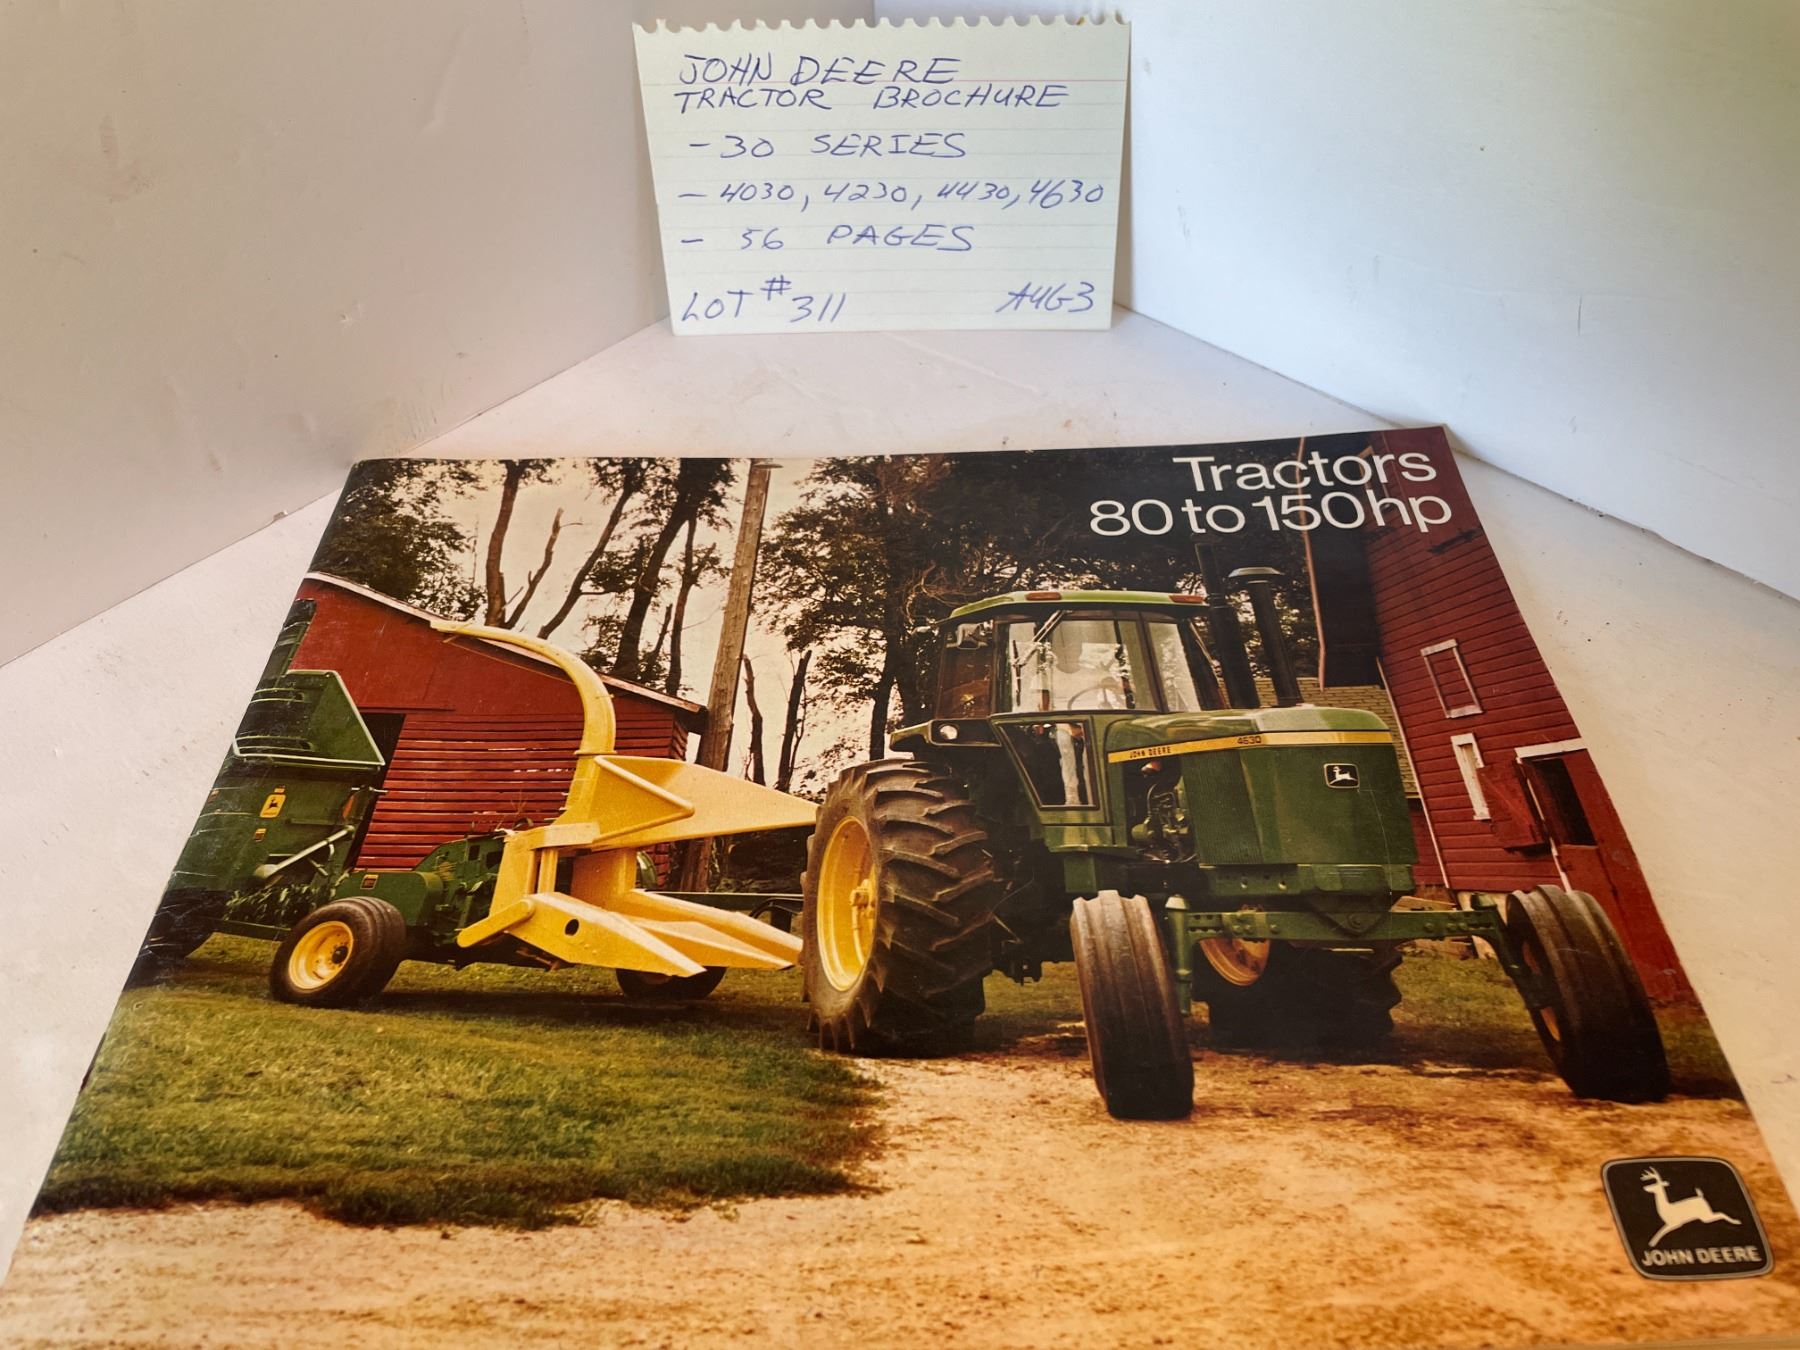 JOHN DEERE
TRACTOR BROCHURE
- 30 SERIES
- 4030, 4230, 4430, 4630
- 56 PAGES
LOT # 311 AUG3
Tractors
80 to 150 hp
JOHN DEERE 4630
JOHN DEERE